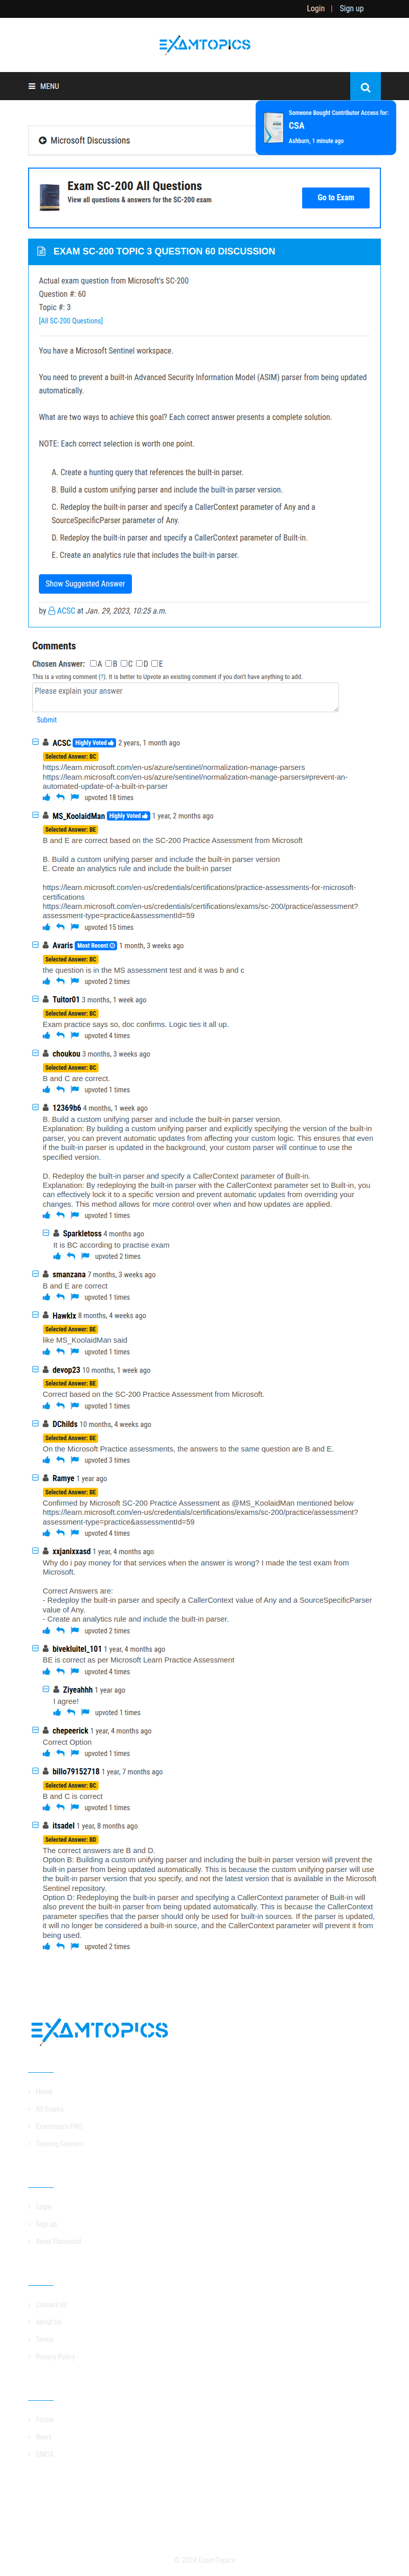 Login | Sign up
EXAMTOPICS
MENU
Someone Bought Contributor Access for:
CSA
Ashburn, 1 minute ago
Microsoft Discussions
Exam SC-200 All Questions
View all questions & answers for the SC-200 exam
Go to Exam
EXAM SC-200 TOPIC 3 QUESTION 60 DISCUSSION
Actual exam question from Microsoft's SC-200
Question #: 60
Topic #: 3
[All SC-200 Questions]
You have a Microsoft Sentinel workspace.
You need to prevent a built-in Advanced Security Information Model (ASIM) parser from being updated
automatically.
What are two ways to achieve this goal? Each correct answer presents a complete solution.
NOTE: Each correct selection is worth one point.
A. Create a hunting query that references the built-in parser.
B. Build a custom unifying parser and include the built-in parser version.
C. Redeploy the built-in parser and specify a CallerContext parameter of Any and a
SourceSpecificParser parameter of Any.
D. Redeploy the built-in parser and specify a CallerContext parameter of Built-in.
E. Create an analytics rule that includes the built-in parser.
Show Suggested Answer
by ACSC at Jan. 29, 2023, 10:25 a.m.
Comments
Chosen Answer: A B C D E
This is a voting comment (?). It is better to Upvote an existing comment if you don't have anything to add.
Please explain your answer
Submit
ACSC Highly Voted 2 years, 1 month ago
Selected Answer: BC
https://learn.microsoft.com/en-us/azure/sentinel/normalization-manage-parsers
https://learn.microsoft.com/en-us/azure/sentinel/normalization-manage-parsers#prevent-an-
automated-update-of-a-built-in-parser
upvoted 18 times
MS_KoolaidMan Highly Voted 1 year, 2 months ago
Selected Answer: BE
B and E are correct based on the SC-200 Practice Assessment from Microsoft
B. Build a custom unifying parser and include the built-in parser version
E. Create an analytics rule and include the built-in parser
https://learn.microsoft.com/en-us/credentials/certifications/practice-assessments-for-microsoft-
certifications
https://learn.microsoft.com/en-us/credentials/certifications/exams/sc-200/practice/assessment?
assessment-type=practice&assessmentId=59
upvoted 15 times
Avaris Most Recent 1 month, 3 weeks ago
Selected Answer: BC
the question is in the MS assessment test and it was b and c
upvoted 2 times
Tuitor01 3 months, 1 week ago
Selected Answer: BC
Exam practice says so, doc confirms. Logic ties it all up.
upvoted 4 times
choukou 3 months, 3 weeks ago
Selected Answer: BC
B and C are correct.
upvoted 1 times
12369b6 4 months, 1 week ago
B. Build a custom unifying parser and include the built-in parser version.
Explanation: By building a custom unifying parser and explicitly specifying the version of the built-in
parser, you can prevent automatic updates from affecting your custom logic. This ensures that even
if the built-in parser is updated in the background, your custom parser will continue to use the
specified version.
D. Redeploy the built-in parser and specify a CallerContext parameter of Built-in.
Explanation: By redeploying the built-in parser with the CallerContext parameter set to Built-in, you
can effectively lock it to a specific version and prevent automatic updates from overriding your
changes. This method allows for more control over when and how updates are applied.
upvoted 1 times
Sparkletoss 4 months ago
It is BC according to practise exam
upvoted 2 times
smanzana 7 months, 3 weeks ago
B and E are correct
upvoted 1 times
HawkIx 8 months, 4 weeks ago
Selected Answer: BE
like MS_KoolaidMan said
upvoted 1 times
devop23 10 months, 1 week ago
Selected Answer: BE
Correct based on the SC-200 Practice Assessment from Microsoft.
upvoted 1 times
DChilds 10 months, 4 weeks ago
Selected Answer: BE
On the Microsoft Practice assessments, the answers to the same question are B and E.
upvoted 3 times
Ramye 1 year ago
Selected Answer: BE
Confirmed by Microsoft SC-200 Practice Assessment as @MS_KoolaidMan mentioned below
https://learn.microsoft.com/en-us/credentials/certifications/exams/sc-200/practice/assessment?
assessment-type=practice&assessmentId=59
upvoted 4 times
xxjanixxasd 1 year, 4 months ago
Why do i pay money for that services when the answer is wrong? I made the test exam from
Microsoft.
Correct Answers are:
- Redeploy the built-in parser and specify a CallerContext value of Any and a SourceSpecificParser
value of Any.
- Create an analytics rule and include the built-in parser.
upvoted 2 times
bivekluitel_101 1 year, 4 months ago
BE is correct as per Microsoft Learn Practice Assessment
upvoted 4 times
Ziyeahhh 1 year ago
I agree!
upvoted 1 times
chepeerick 1 year, 4 months ago
Correct Option
upvoted 1 times
billo79152718 1 year, 7 months ago
Selected Answer: BC
B and C is correct
upvoted 1 times
itsadel 1 year, 8 months ago
Selected Answer: BD
The correct answers are B and D.
Option B: Building a custom unifying parser and including the built-in parser version will prevent the
built-in parser from being updated automatically. This is because the custom unifying parser will use
the built-in parser version that you specify, and not the latest version that is available in the Microsoft
Sentinel repository.
Option D: Redeploying the built-in parser and specifying a CallerContext parameter of Built-in will
also prevent the built-in parser from being updated automatically. This is because the CallerContext
parameter specifies that the parser should only be used for built-in sources. If the parser is updated,
it will no longer be considered a built-in source, and the CallerContext parameter will prevent it from
being used.
upvoted 2 times
EXAMTOPICS
Home
All Exams
Examtopics PRO
Training Courses
Login
Sign up
Reset Password
Contact Us
About Us
Terms
Privacy Policy
Forum
News
DMCA
© 2024 ExamTopics